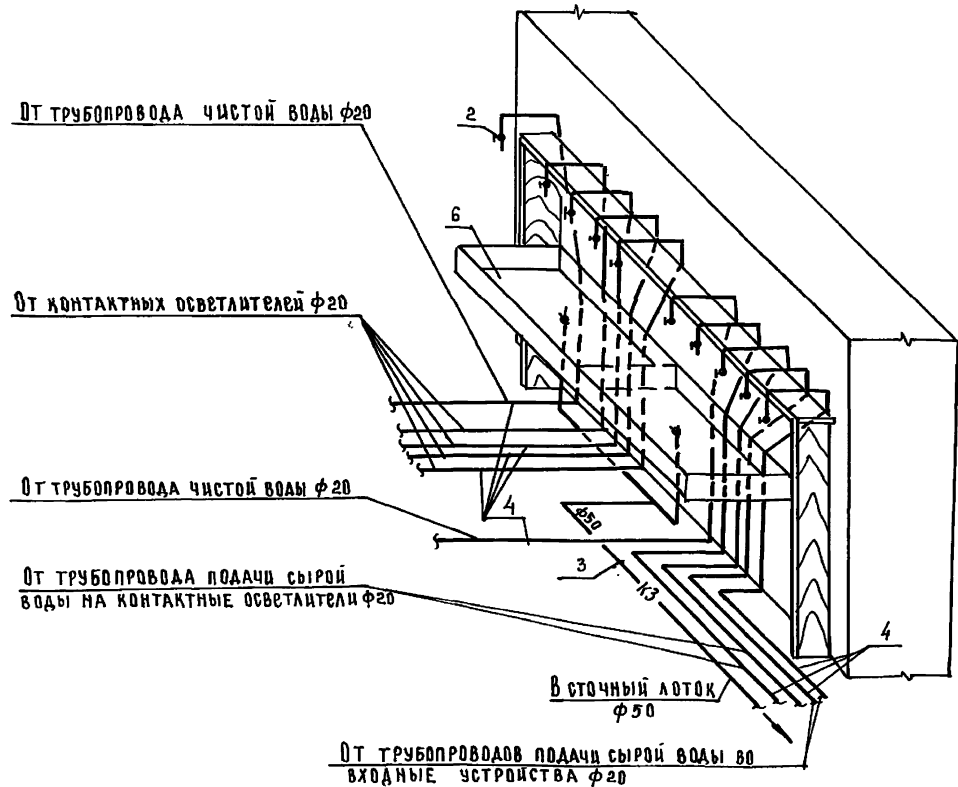 От трубопровода чистой воды ф20
2
6
От контактных осветлителей ф20
От трубопровода чистой воды ф20
4
ф50
3
К3
От трубопровода подачи сырой
воды на контактные осветлители ф20
4
В сточный лоток
ф50
От трубопроводов подачи сырой воды во
входные устройства ф20